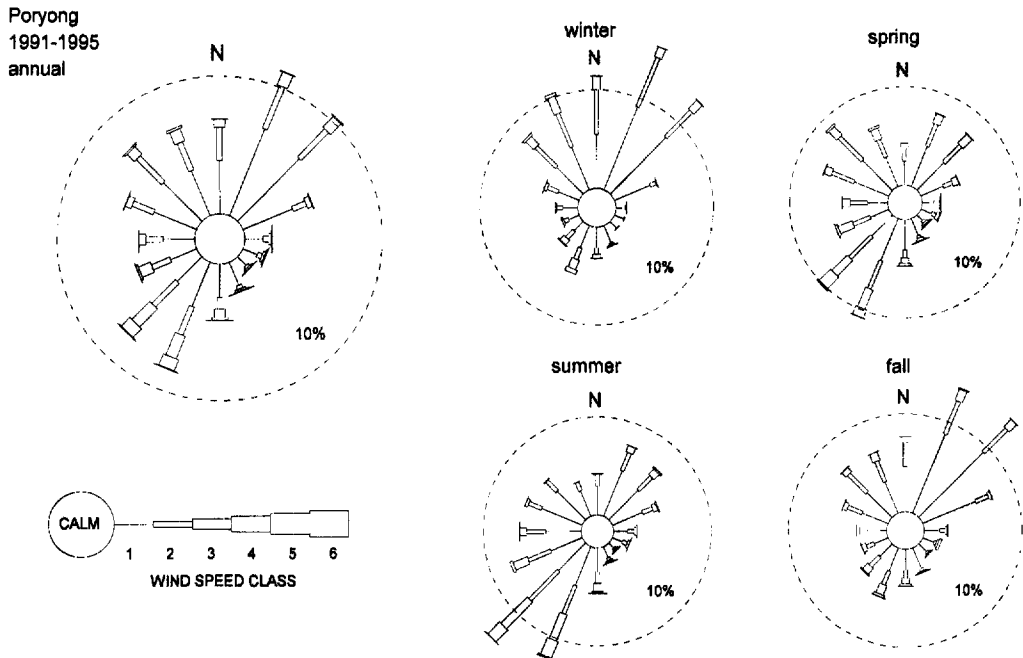 Poryong
1991-1995
annual
N
10%
winter
N
10%
spring
N
10%
summer
N
10%
fall
N
10%
CALM
1 2 3 4 5 6
WIND SPEED CLASS